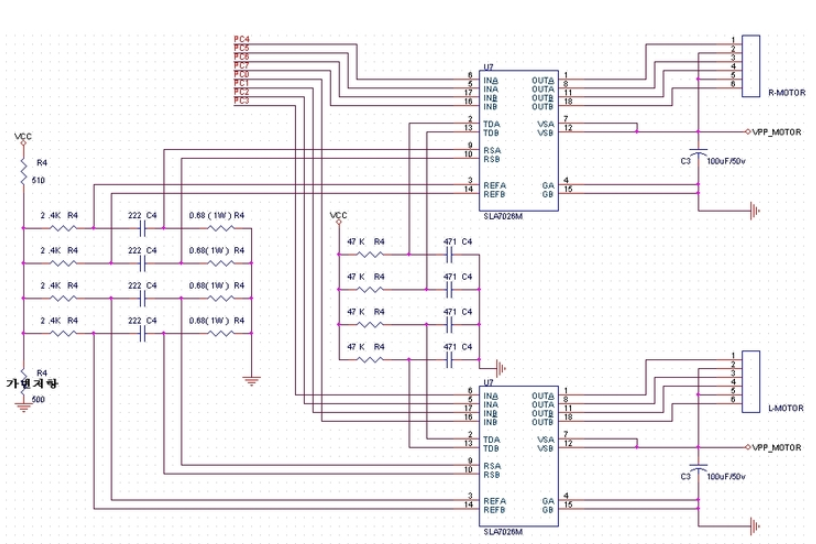 PC4
PC5
PC6
PC7
PC0
PC1
PC2
PC3
U7
6 INA OUTA 1
5 INA OUTA 8
17 INB OUTB 11
16 INB OUTB 18
2 TDA VSA 7
13 TDB VSB 12
9 RSA
10 RSB
3 REFA GA 4
14 REFB GB 15
SLA7026M
1
2
3
4
5
6
R-MOTOR
VPP_MOTOR
C3 100uF/50v
VCC
R4
510
2 .4K R4 222 C4 0.68(1W) R4
2 .4K R4 222 C4 0.68(1W) R4
2 .4K R4 222 C4 0.68(1W) R4
2 .4K R4 222 C4 0.68(1W) R4
R4
가변저항
500
VCC
47 K R4 471 C4
47 K R4 471 C4
47 K R4 471 C4
47 K R4 471 C4
U7
6 INA OUTA 1
5 INA OUTA 8
17 INB OUTB 11
16 INB OUTB 18
2 TDA VSA 7
13 TDB VSB 12
9 RSA
10 RSB
3 REFA GA 4
14 REFB GB 15
SLA7026M
1
2
3
4
5
6
L-MOTOR
VPP_MOTOR
C3 100uF/50v